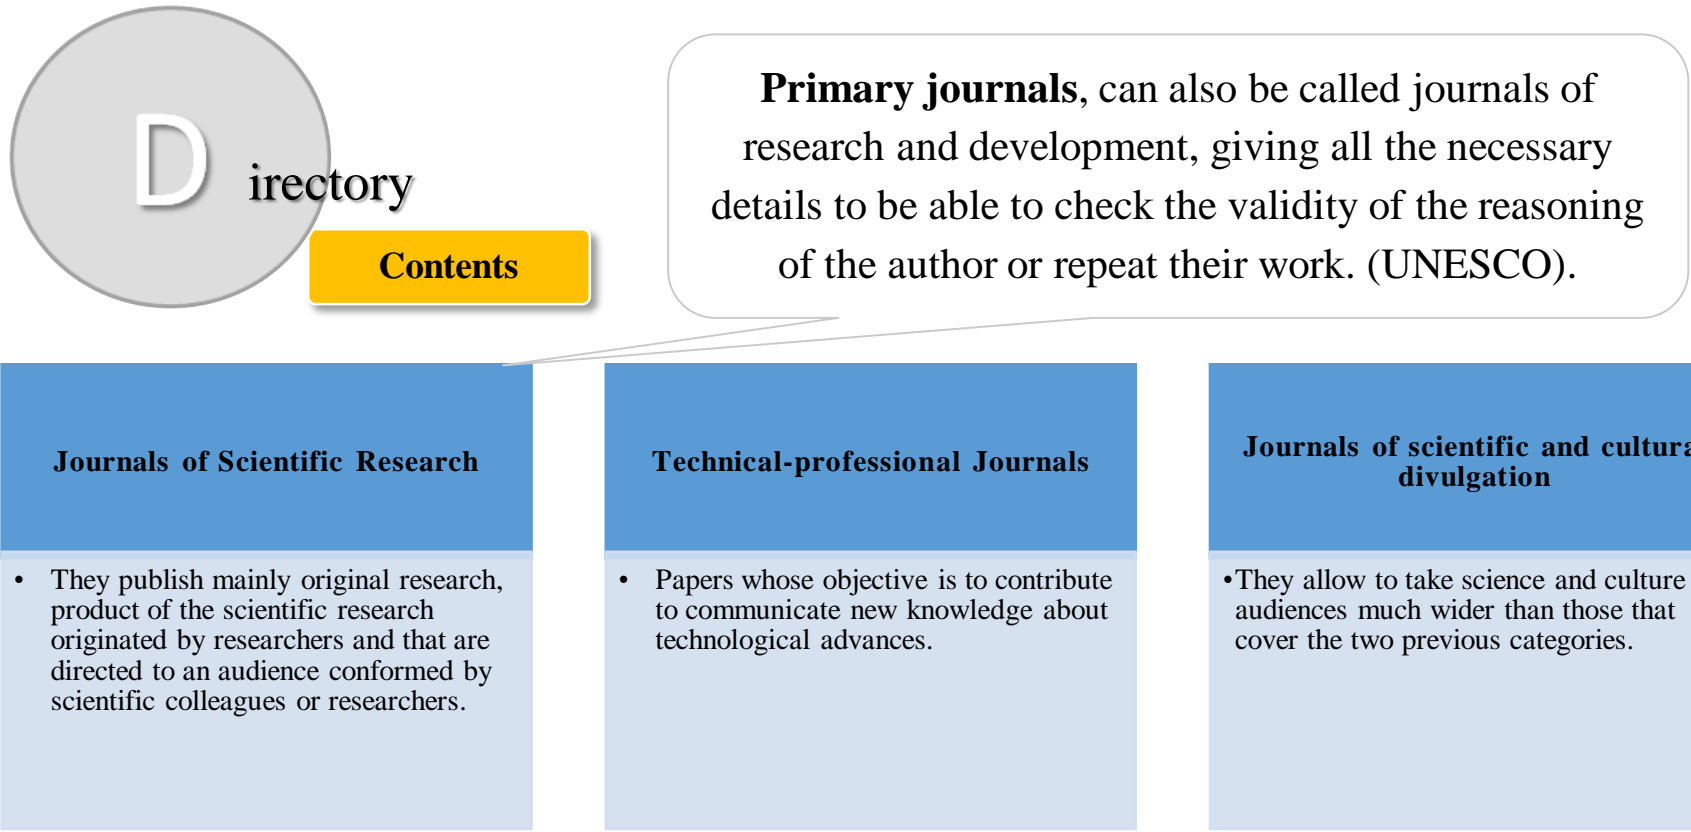 Directory
Contents
Primary journals, can also be called journals of
research and development, giving all the necessary
details to be able to check the validity of the reasoning
of the author or repeat their work. (UNESCO).
Journals of Scientific Research
• They publish mainly original research,
product of the scientific research
originated by researchers and that are
directed to an audience conformed by
scientific colleagues or researchers.
Technical-professional Journals
• Papers whose objective is to contribute
to communicate new knowledge about
technological advances.
Journals of scientific and cultura
divulgation
•They allow to take science and culture
audiences much wider than those that
cover the two previous categories.